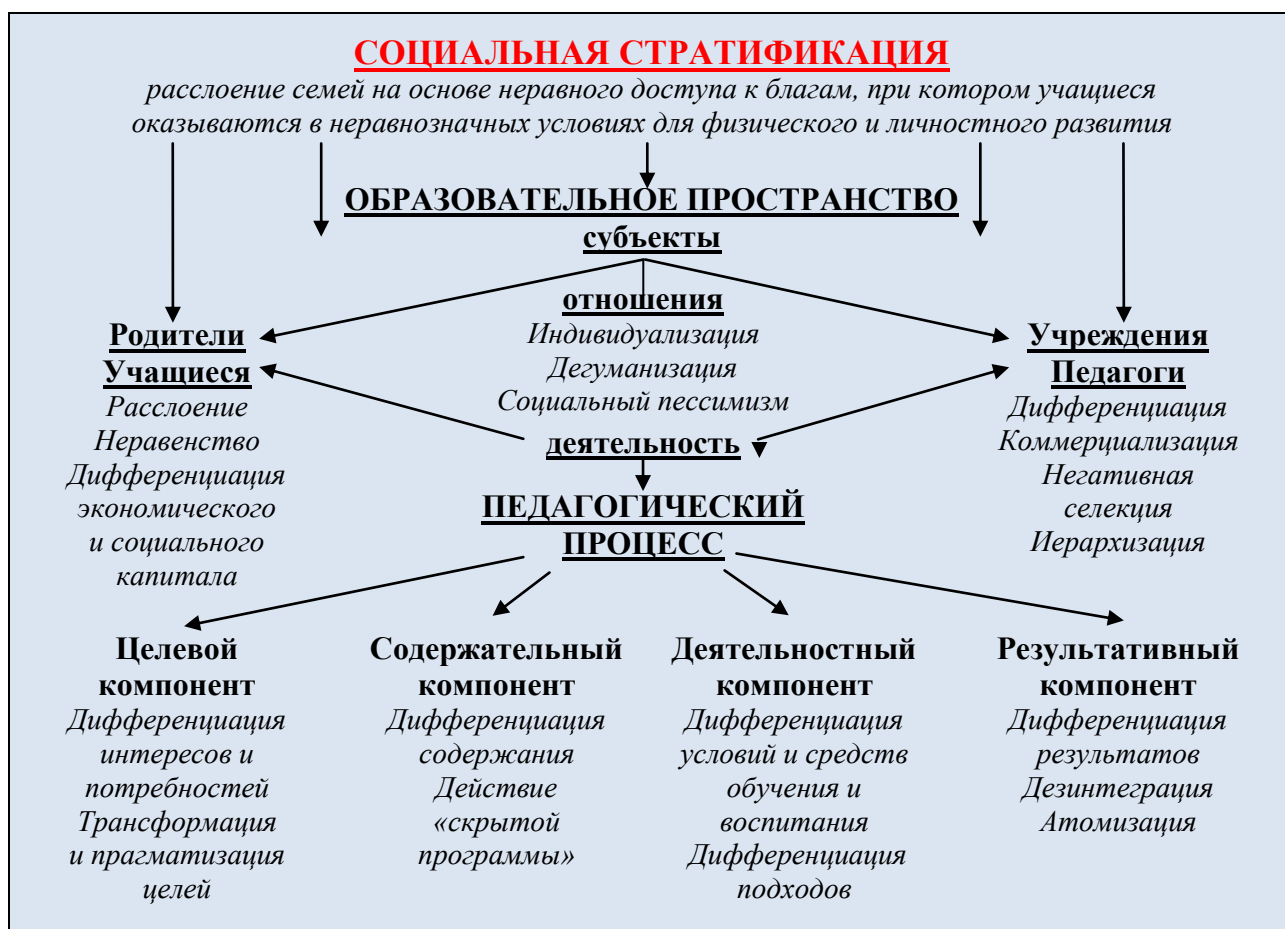 СОЦИАЛЬНАЯ СТРАТИФИКАЦИЯ
расслоение семей на основе неравного доступа к благам, при котором учащиеся
оказываются в неравнозначных условиях для физического и личностного развития
ОБРАЗОВАТЕЛЬНОЕ ПРОСТРАНСТВО
субъекты
Родители
Учащиеся
Расслоение
Неравенство
Дифференциация
экономического
и социального
капитала
отношения
Индивидуализация
Дегуманизация
Социальный пессимизм
деятельность
Учреждения
Педагоги
Дифференциация
Коммерциализация
Негативная
селекция
Иерархизация
ПЕДАГОГИЧЕСКИЙ
ПРОЦЕСС
Целевой
компонент
Дифференциация
интересов и
потребностей
Трансформация
и прагматизация
целей
Содержательный
компонент
Дифференциация
содержания
Действие
«скрытой
программы»
Деятельностный
компонент
Дифференциация
условий и средств
обучения и
воспитания
Дифференциация
подходов
Результативный
компонент
Дифференциация
результатов
Дезинтеграция
Атомизация